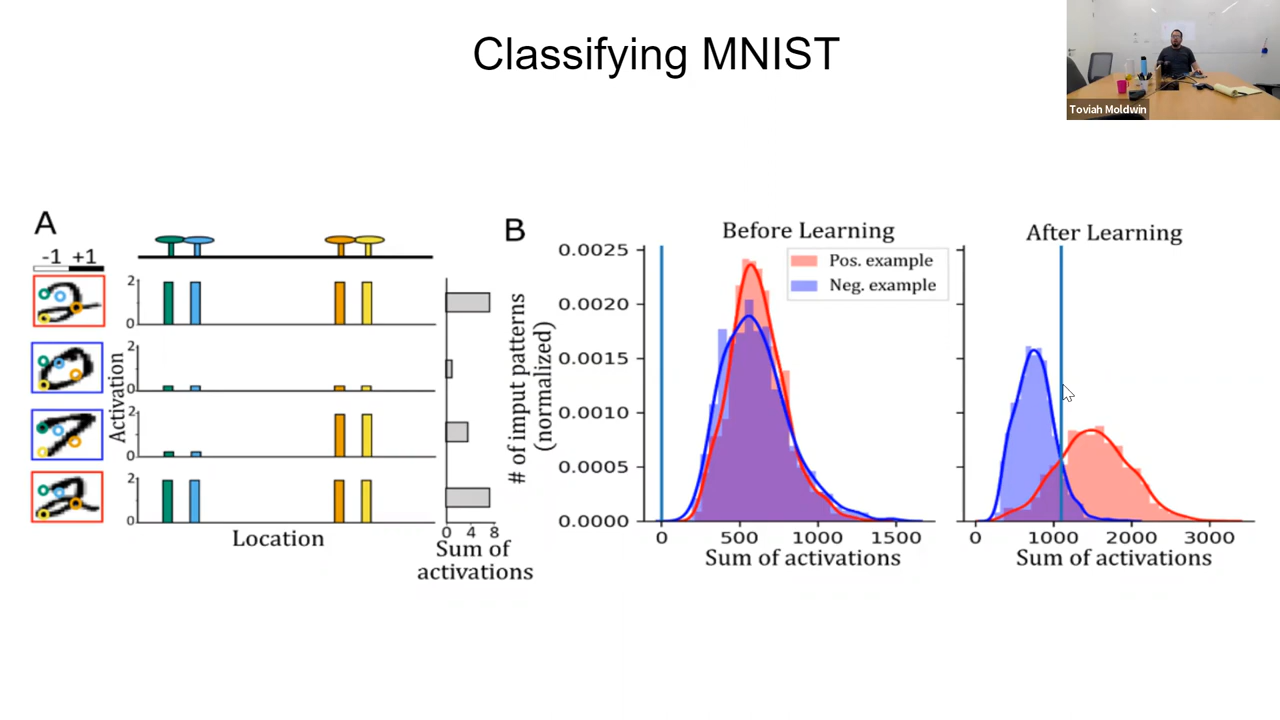 Classifying MNIST
Toviah Moldwin
A
-1 +1
2
0
2
0
2
0
2
0
Activation
Location
0 4 8
Sum of
activations
B
Before Learning
Pos. example
Neg. example
# of imput patterns
(normalized)
0.0025
0.0020
0.0015
0.0010
0.0005
0.0000
0 500 1000 1500
Sum of activations
After Learning
0 1000 2000 3000
Sum of activations